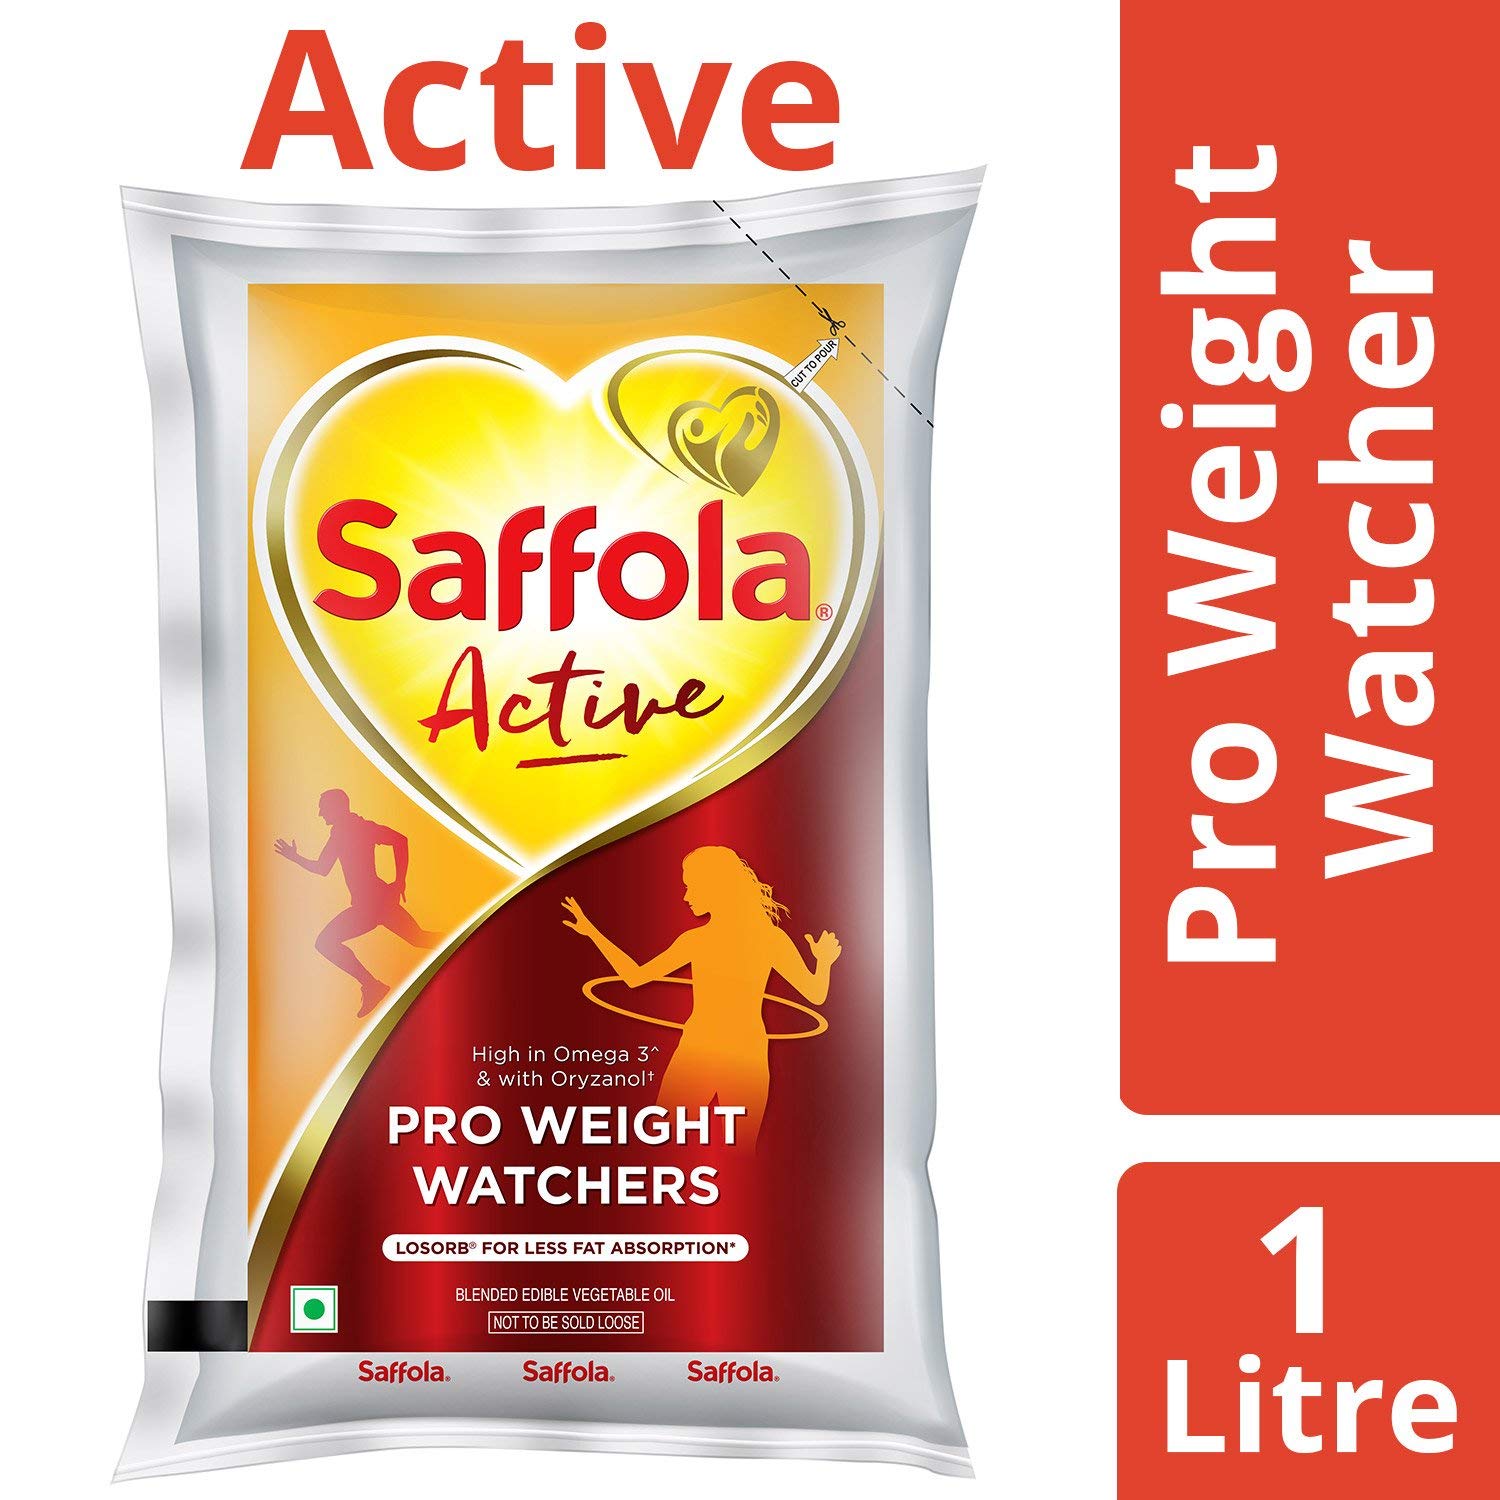 Active
CUT TO POUR
Saffola®
Active
High in Omega 3^
& with Oryzanol†
PRO WEIGHT
WATCHERS
LOSORB® FOR LESS FAT ABSORPTION*
BLENDED EDIBLE VEGETABLE OIL
NOT TO BE SOLD LOOSE
Saffola® Saffola® Saffola®
Pro Weight
Watcher
1
Litre